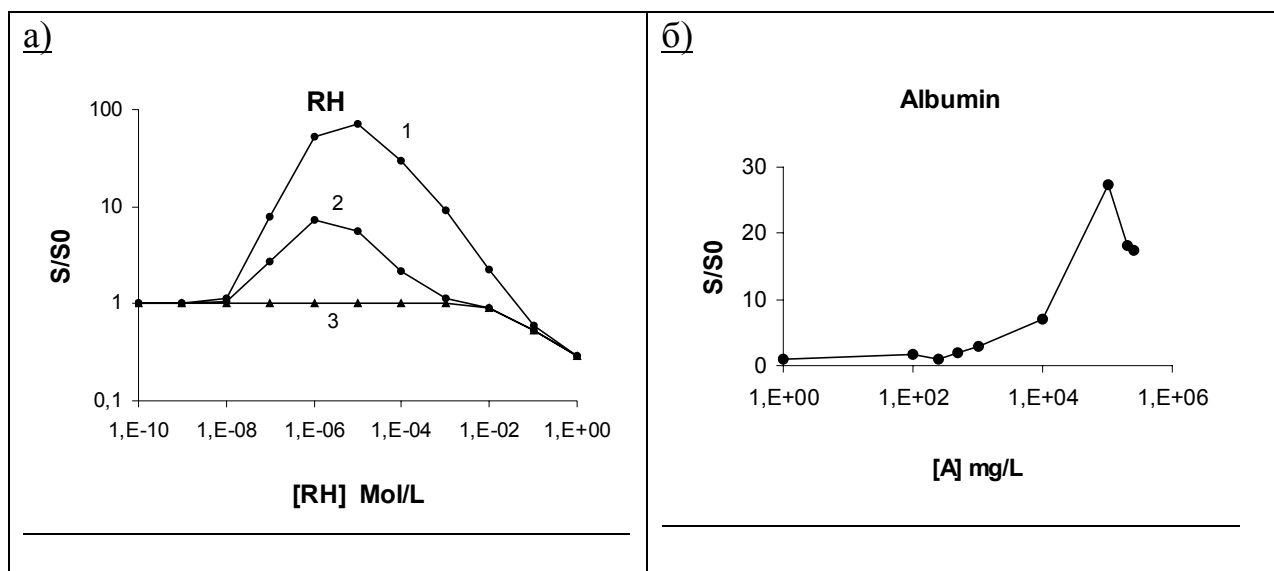 а)
RH
100
10
1
0,1
S/S0
1
2
3
1,E-10 1,E-08 1,E-06 1,E-04 1,E-02 1,E+00
[RH] Mol/L
б)
Albumin
30
20
10
0
S/S0
1,E+00 1,E+02 1,E+04 1,E+06
[A] mg/L